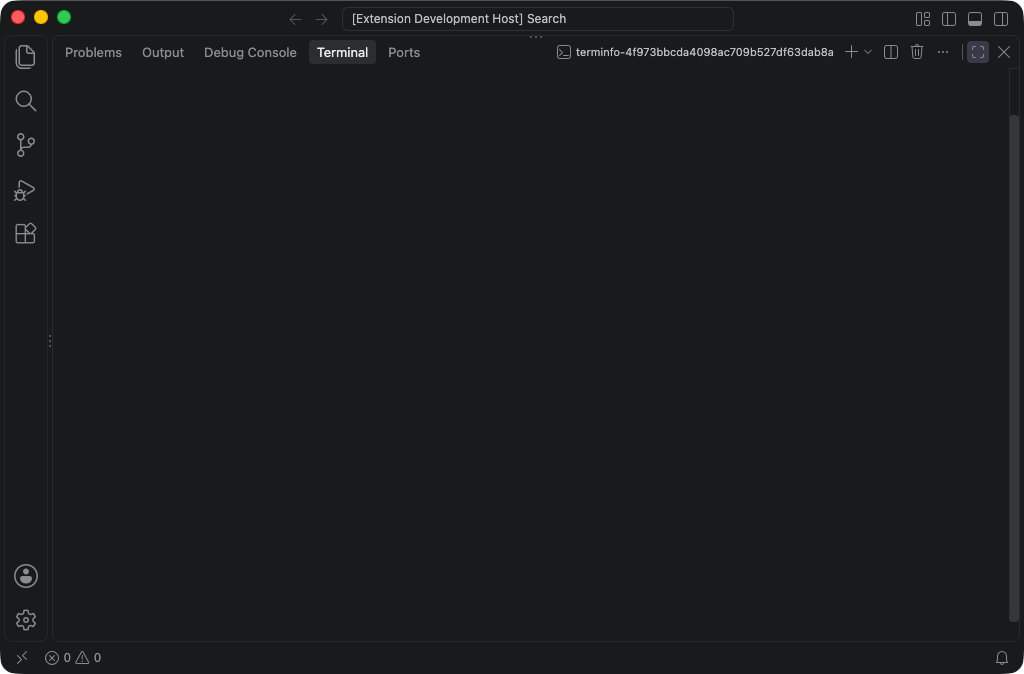 [Extension Development Host] Search
Problems Output Debug Console Terminal Ports terminfo-4f973bbcda4098ac709b527df63dab8a
0 0